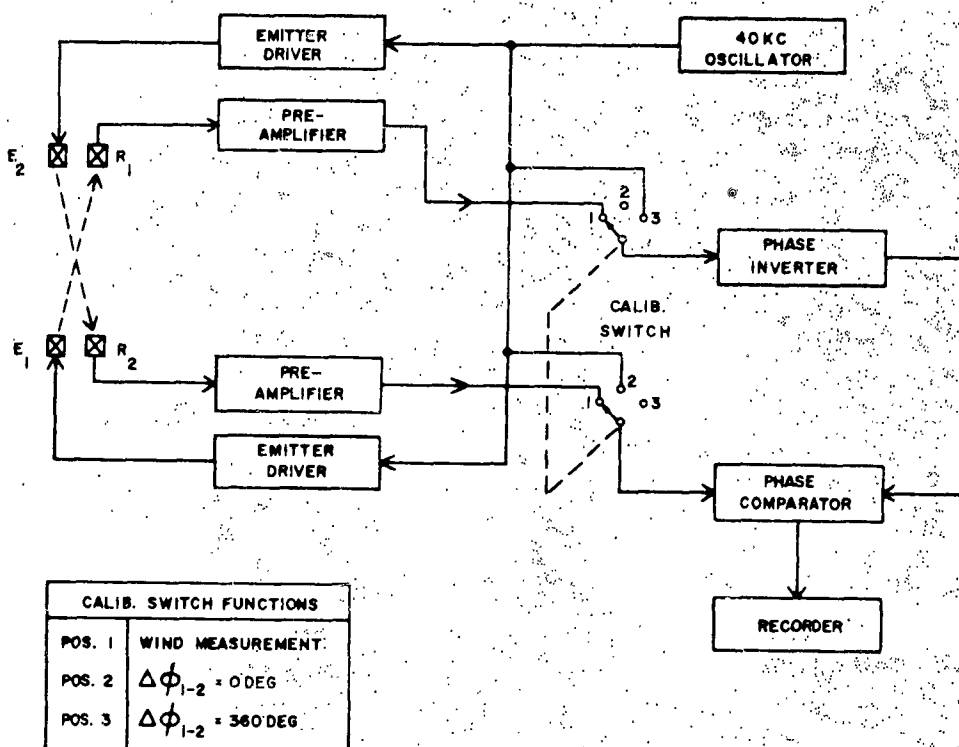 EMITTER
DRIVER
40 KC
OSCILLATOR
PRE-
AMPLIFIER
E2
R1
2
1
3
PHASE
INVERTER
CALIB.
SWITCH
E1
R2
PRE-
AMPLIFIER
2
1
3
EMITTER
DRIVER
PHASE
COMPARATOR
RECORDER
CALIB. SWITCH FUNCTIONS
POS. 1 WIND MEASUREMENT
POS. 2 Δϕ1-2 = 0 DEG
POS. 3 Δϕ1-2 = 360 DEG